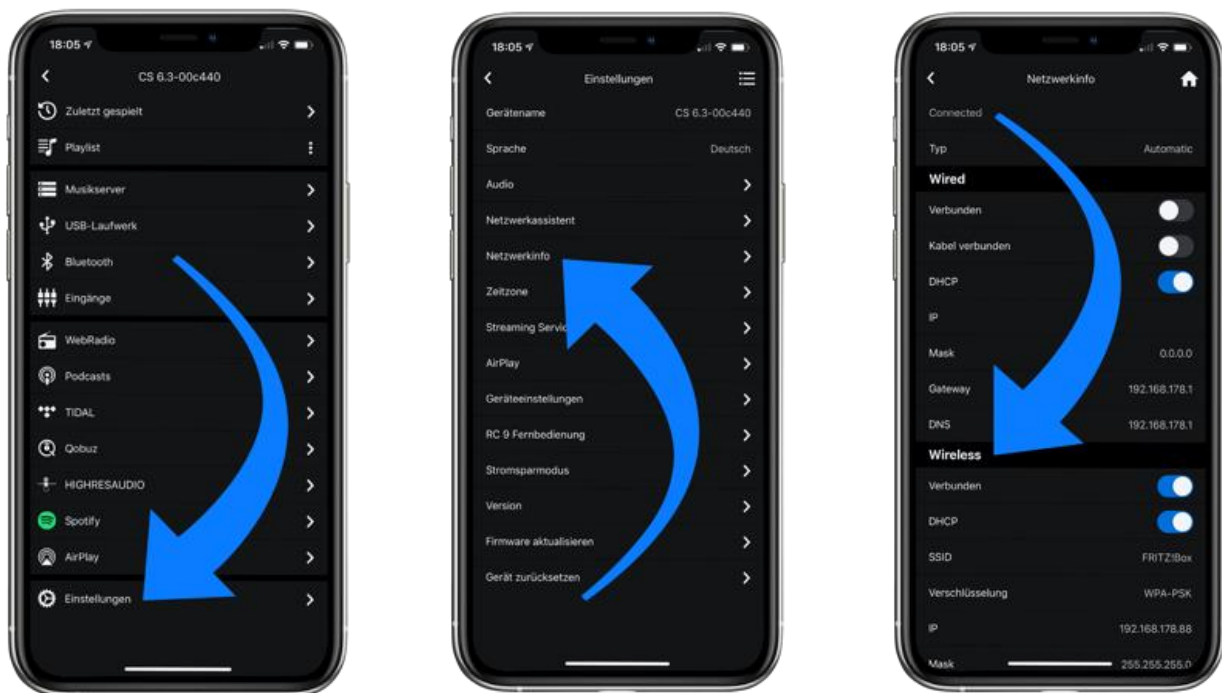 18:05
CS 6.3-00c440
Zuletzt gespielt
Playlist
Musikserver
USB-Laufwerk
Bluetooth
Eingänge
WebRadio
Podcasts
TIDAL
Qobuz
HIGHRESAUDIO
Spotify
AirPlay
Einstellungen
18:05
Einstellungen
Gerätename CS 6.3-00c440
Sprache Deutsch
Audio
Netzwerkassistent
Netzwerkinfo
Zeitzone
Streaming
AirPlay
Geräteeinstellungen
RC 9 Fernbedienung
Stromsparmodus
Version
Firmware aktualisieren
Gerät zurücksetzen
18:05
Netzwerkinfo
Connected
Typ Automatic
Wired
Verbunden
Kabel verbunden
DHCP
IP
Mask 0.0.0.0
Gateway 192.168.178.1
DNS 192.168.178.1
Wireless
Verbunden
DHCP
SSID FRITZ!Box
Verschlüsselung WPA-PSK
IP 192.168.178.88
Mask 255.255.255.0